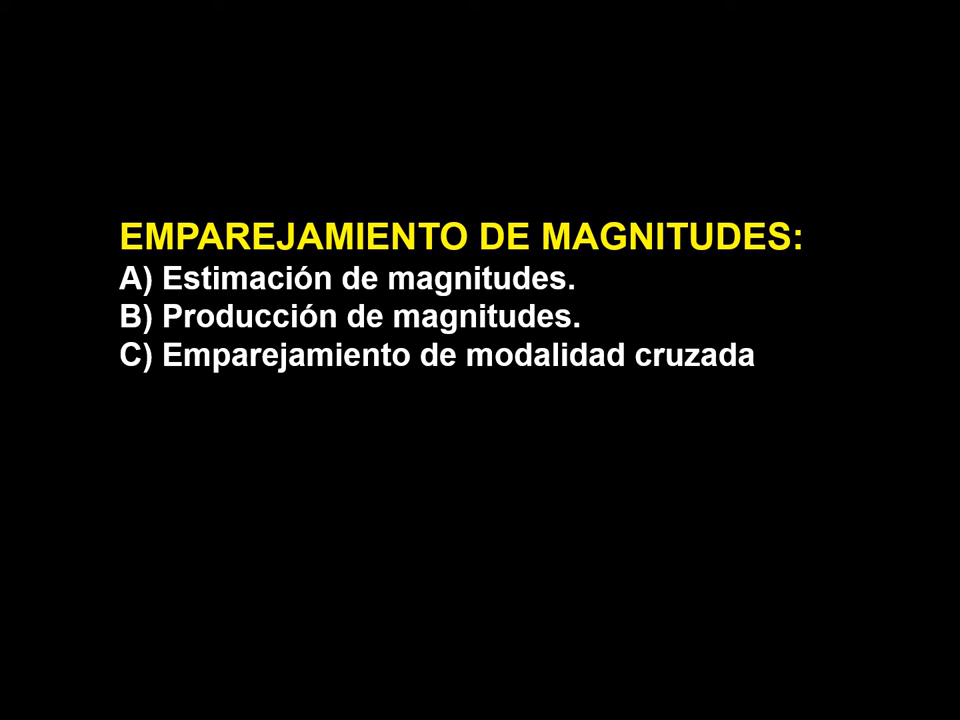 EMPAREJAMIENTO DE MAGNITUDES:
A) Estimación de magnitudes.
B) Producción de magnitudes.
C) Emparejamiento de modalidad cruzada